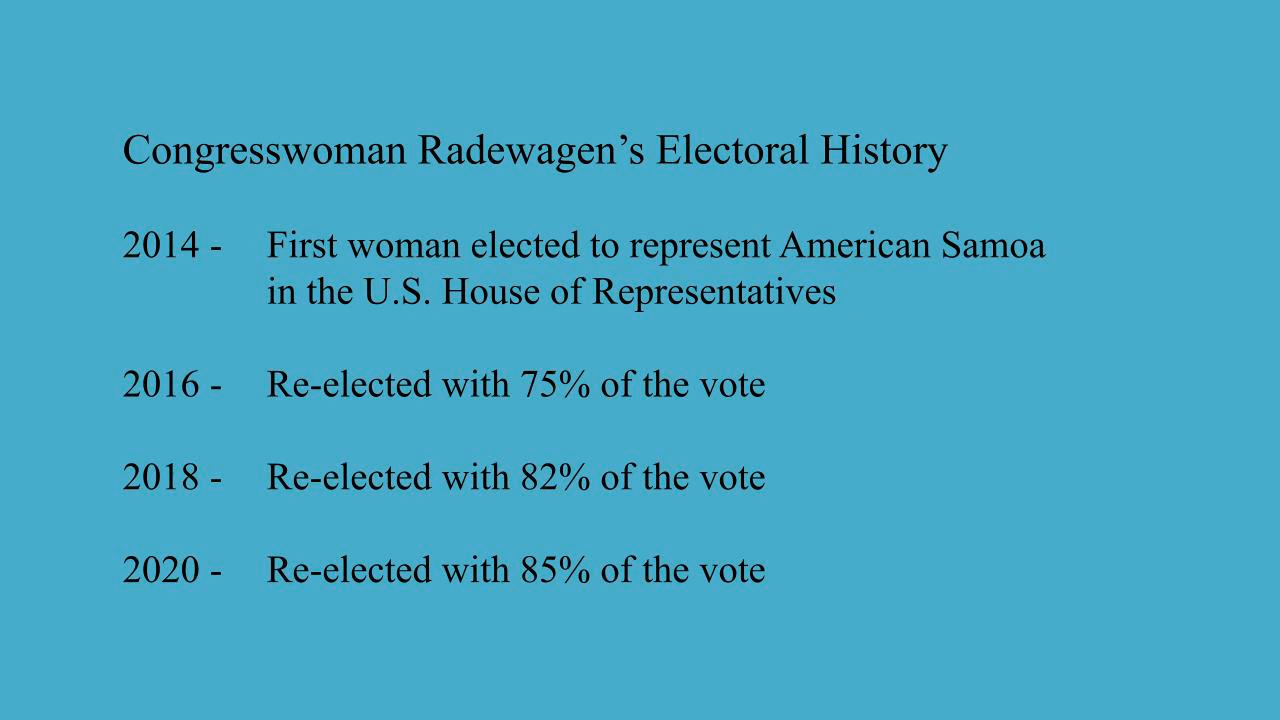 Congresswoman Radewagen’s Electoral History
2014 - First woman elected to represent American Samoa
in the U.S. House of Representatives
2016 - Re-elected with 75% of the vote
2018 - Re-elected with 82% of the vote
2020 - Re-elected with 85% of the vote